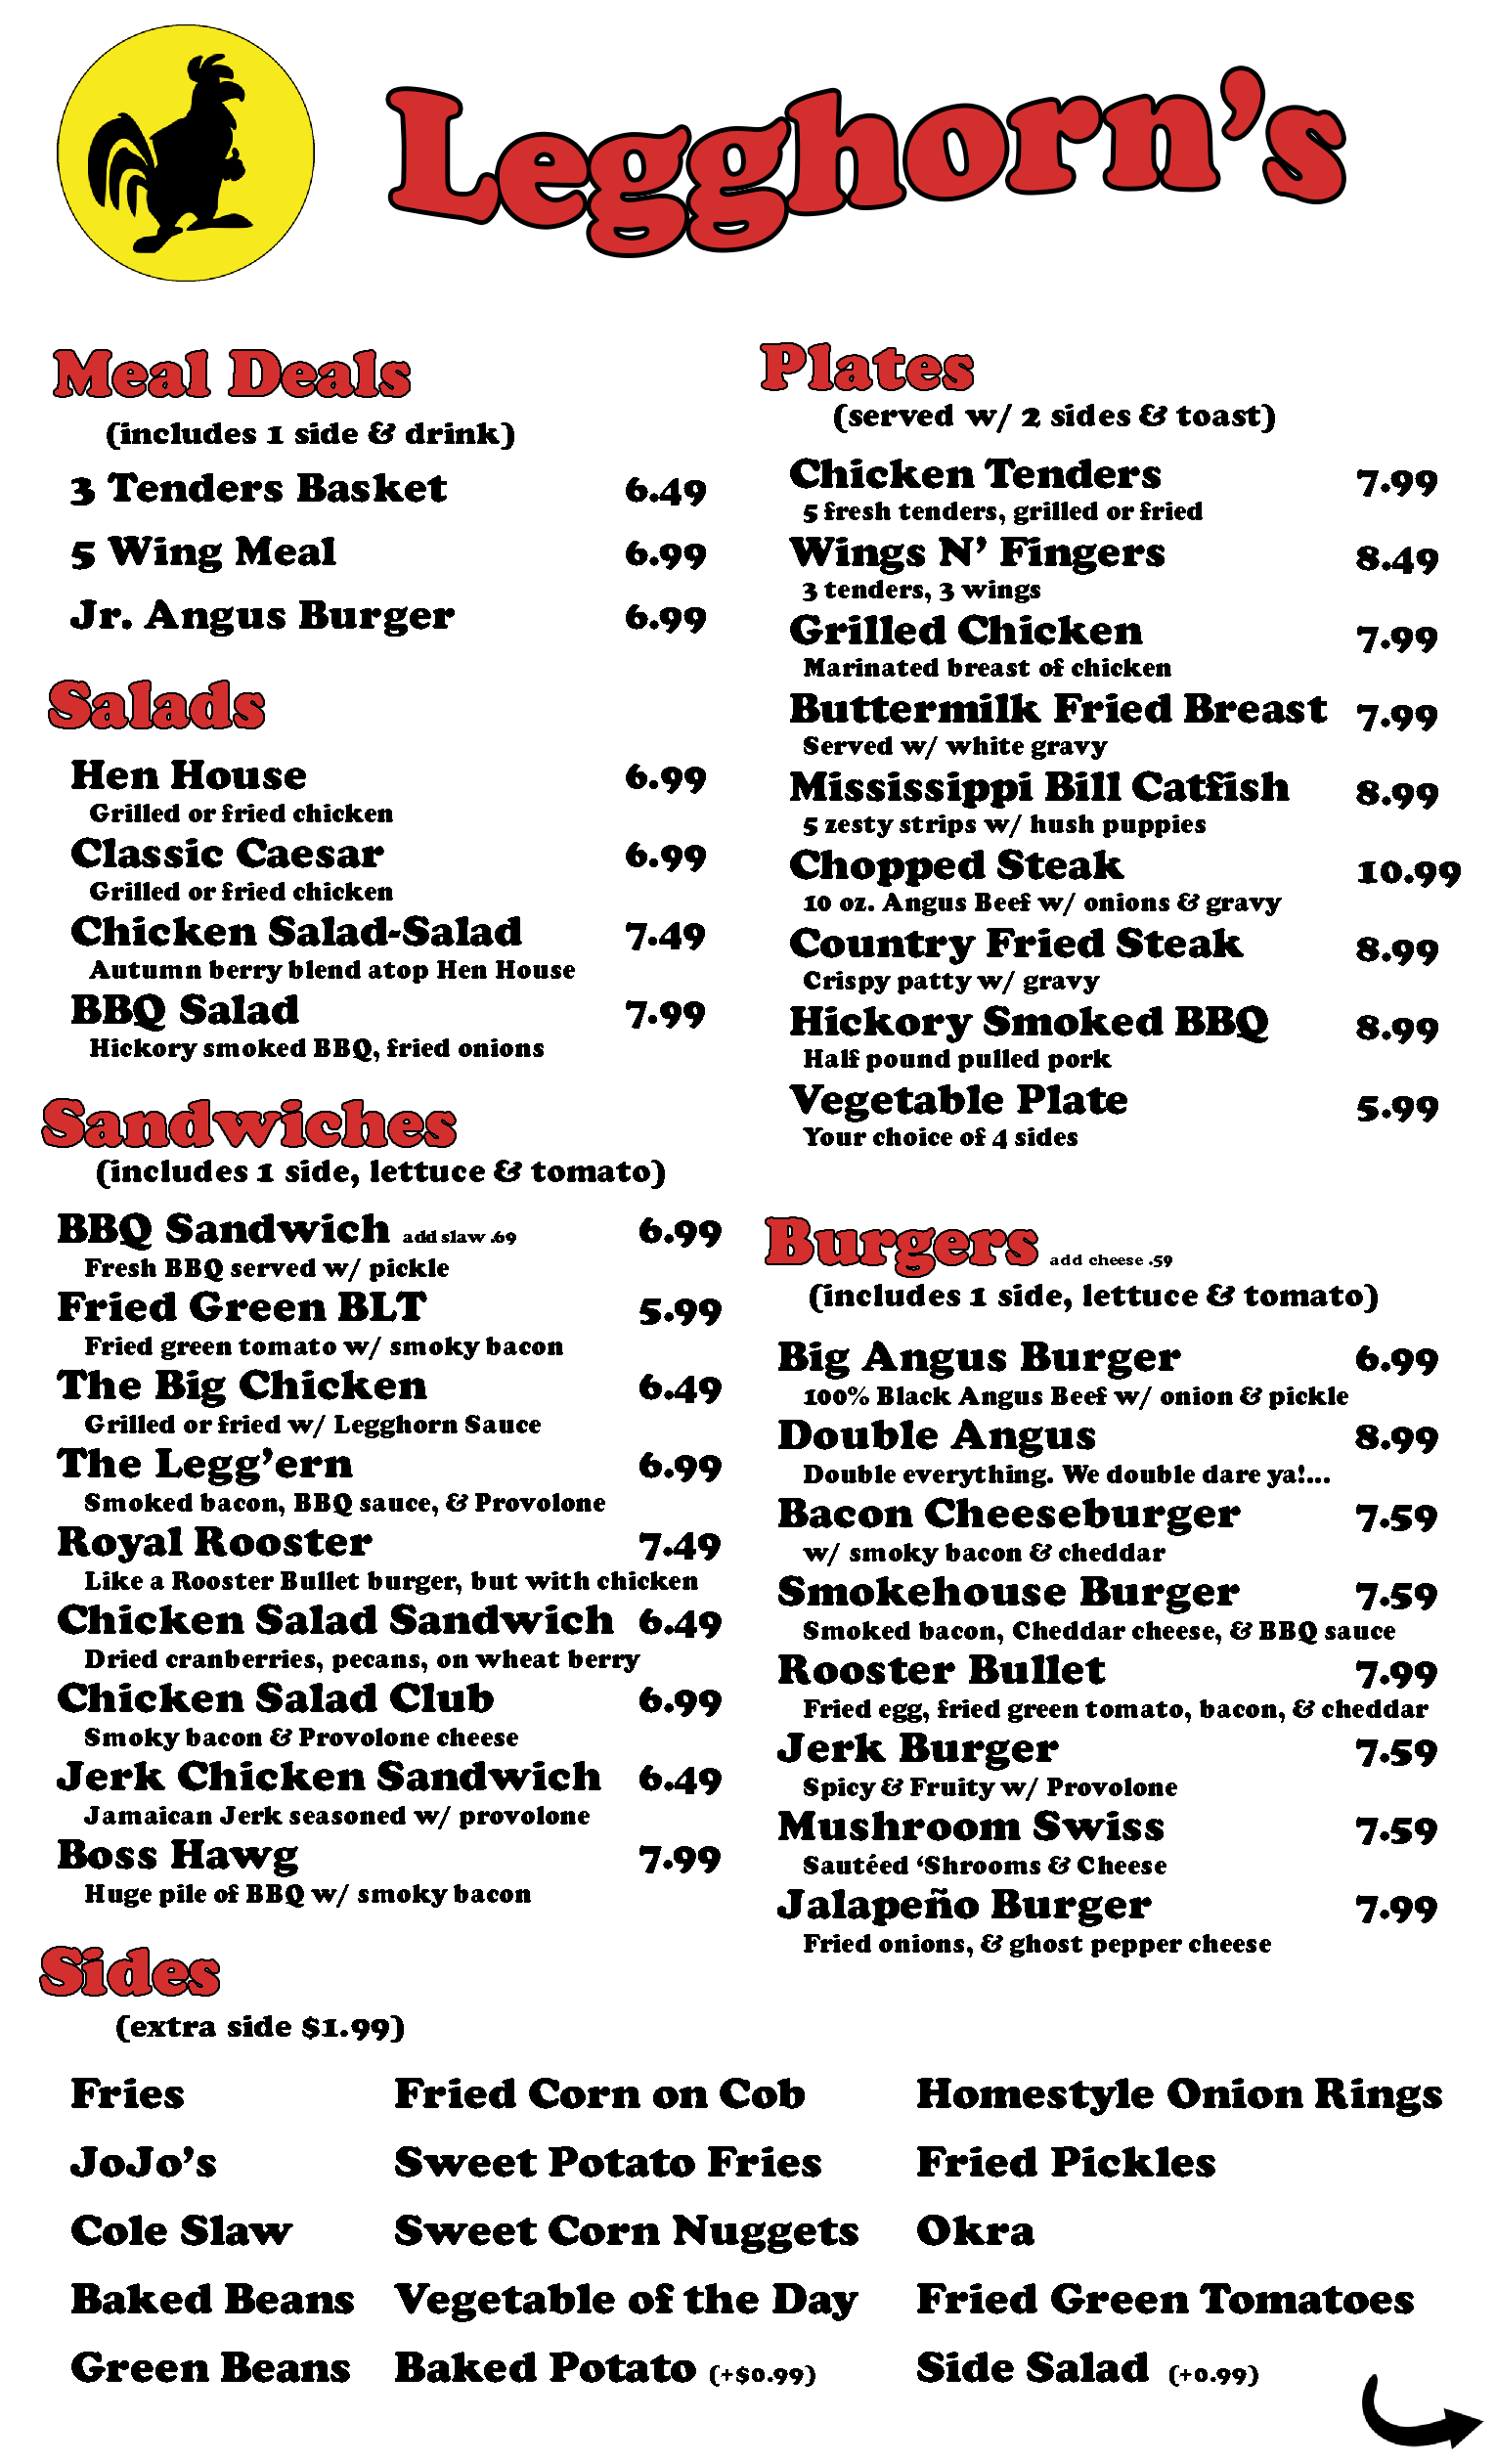 Legghorn's
Meal Deals
(includes 1 side & drink)
3 Tenders Basket 6.49
5 Wing Meal 6.99
Jr. Angus Burger 6.99
Salads
Hen House 6.99
Grilled or fried chicken
Classic Caesar 6.99
Grilled or fried chicken
Chicken Salad-Salad 7.49
Autumn berry blend atop Hen House
BBQ Salad 7.99
Hickory smoked BBQ, fried onions
Sandwiches
(includes 1 side, lettuce & tomato)
BBQ Sandwich add slaw .69 6.99
Fresh BBQ served w/ pickle
Fried Green BLT 5.99
Fried green tomato w/ smoky bacon
The Big Chicken 6.49
Grilled or fried w/ Legghorn Sauce
The Legg’ern 6.99
Smoked bacon, BBQ sauce, & Provolone
Royal Rooster 7.49
Like a Rooster Bullet burger, but with chicken
Chicken Salad Sandwich 6.49
Dried cranberries, pecans, on wheat berry
Chicken Salad Club 6.99
Smoky bacon & Provolone cheese
Jerk Chicken Sandwich 6.49
Jamaican Jerk seasoned w/ provolone
Boss Hawg 7.99
Huge pile of BBQ w/ smoky bacon
Plates
(served w/ 2 sides & toast)
Chicken Tenders 7.99
5 fresh tenders, grilled or fried
Wings N’ Fingers 8.49
3 tenders, 3 wings
Grilled Chicken 7.99
Marinated breast of chicken
Buttermilk Fried Breast 7.99
Served w/ white gravy
Mississippi Bill Catfish 8.99
5 zesty strips w/ hush puppies
Chopped Steak 10.99
10 oz. Angus Beef w/ onions & gravy
Country Fried Steak 8.99
Crispy patty w/ gravy
Hickory Smoked BBQ 8.99
Half pound pulled pork
Vegetable Plate 5.99
Your choice of 4 sides
Burgers add cheese .59
(includes 1 side, lettuce & tomato)
Big Angus Burger 6.99
100% Black Angus Beef w/ onion & pickle
Double Angus 8.99
Double everything. We double dare ya!...
Bacon Cheeseburger 7.59
w/ smoky bacon & cheddar
Smokehouse Burger 7.59
Smoked bacon, Cheddar cheese, & BBQ sauce
Rooster Bullet 7.99
Fried egg, fried green tomato, bacon, & cheddar
Jerk Burger 7.59
Spicy & Fruity w/ Provolone
Mushroom Swiss 7.59
Sautéed ‘Shrooms & Cheese
Jalapeño Burger 7.99
Fried onions, & ghost pepper cheese
Sides
(extra side $1.99)
Fries Fried Corn on Cob Homestyle Onion Rings
JoJo’s Sweet Potato Fries Fried Pickles
Cole Slaw Sweet Corn Nuggets Okra
Baked Beans Vegetable of the Day Fried Green Tomatoes
Green Beans Baked Potato (+$0.99) Side Salad (+0.99)